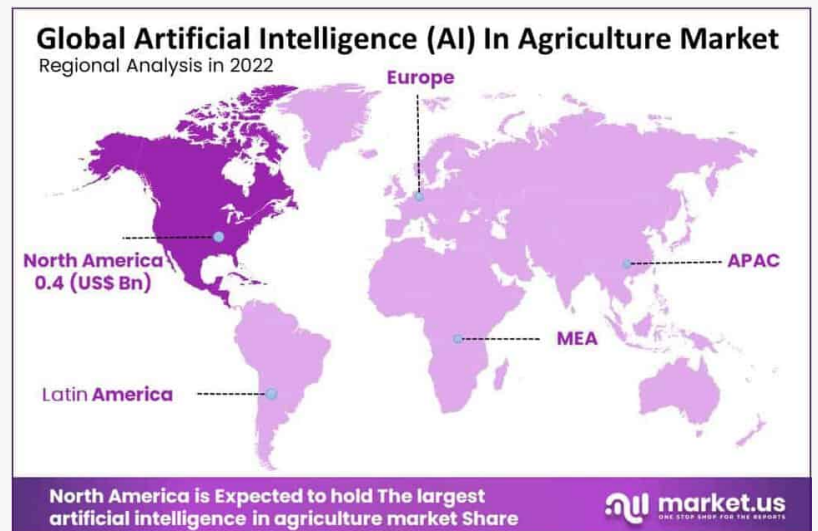 Global Artificial Intelligence (AI) In Agriculture Market
Regional Analysis in 2022
Europe
North America
0.4 (US$ Bn)
APAC
MEA
Latin America
North America is Expected to hold The largest
artificial intelligence in agriculture market Share
market.us
ONE STOP SHOP FOR THE REPORTS